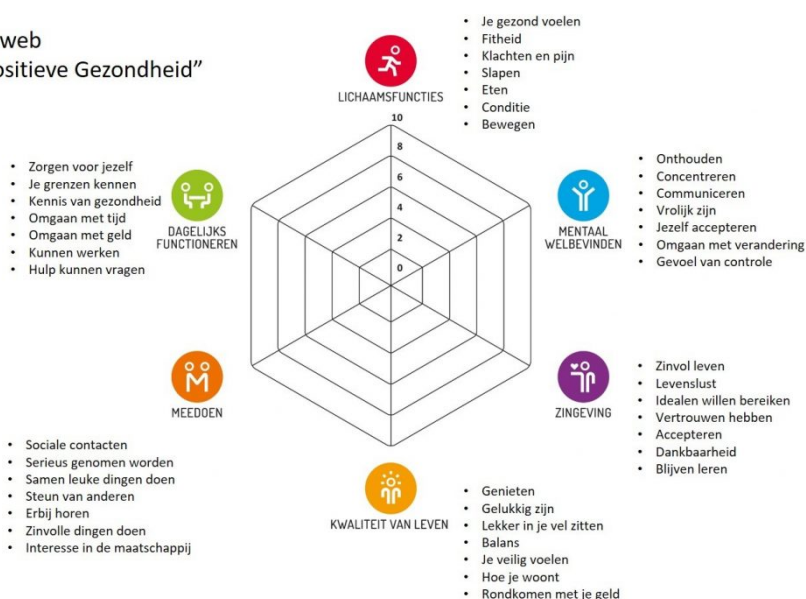 web
ositieve Gezondheid”
LICHAAMSFUNCTIES
• Je gezond voelen
• Fitheid
• Klachten en pijn
• Slapen
• Eten
• Conditie
• Bewegen
10
8
6
4
2
0
• Zorgen voor jezelf
• Je grenzen kennen
• Kennis van gezondheid
• Omgaan met tijd
• Omgaan met geld
• Kunnen werken
• Hulp kunnen vragen
DAGELIJKS
FUNCTIONEREN
MENTAAL
WELBEVINDEN
• Onthouden
• Concentreren
• Communiceren
• Vrolijk zijn
• Jezelf accepteren
• Omgaan met verandering
• Gevoel van controle
MEEDOEN
• Sociale contacten
• Serieus genomen worden
• Samen leuke dingen doen
• Steun van anderen
• Erbij horen
• Zinvolle dingen doen
• Interesse in de maatschappij
ZINGEVING
• Zinvol leven
• Levenslust
• Idealen willen bereiken
• Vertrouwen hebben
• Accepteren
• Dankbaarheid
• Blijven leren
KWALITEIT VAN LEVEN
• Genieten
• Gelukkig zijn
• Lekker in je vel zitten
• Balans
• Je veilig voelen
• Hoe je woont
• Rondkomen met je geld